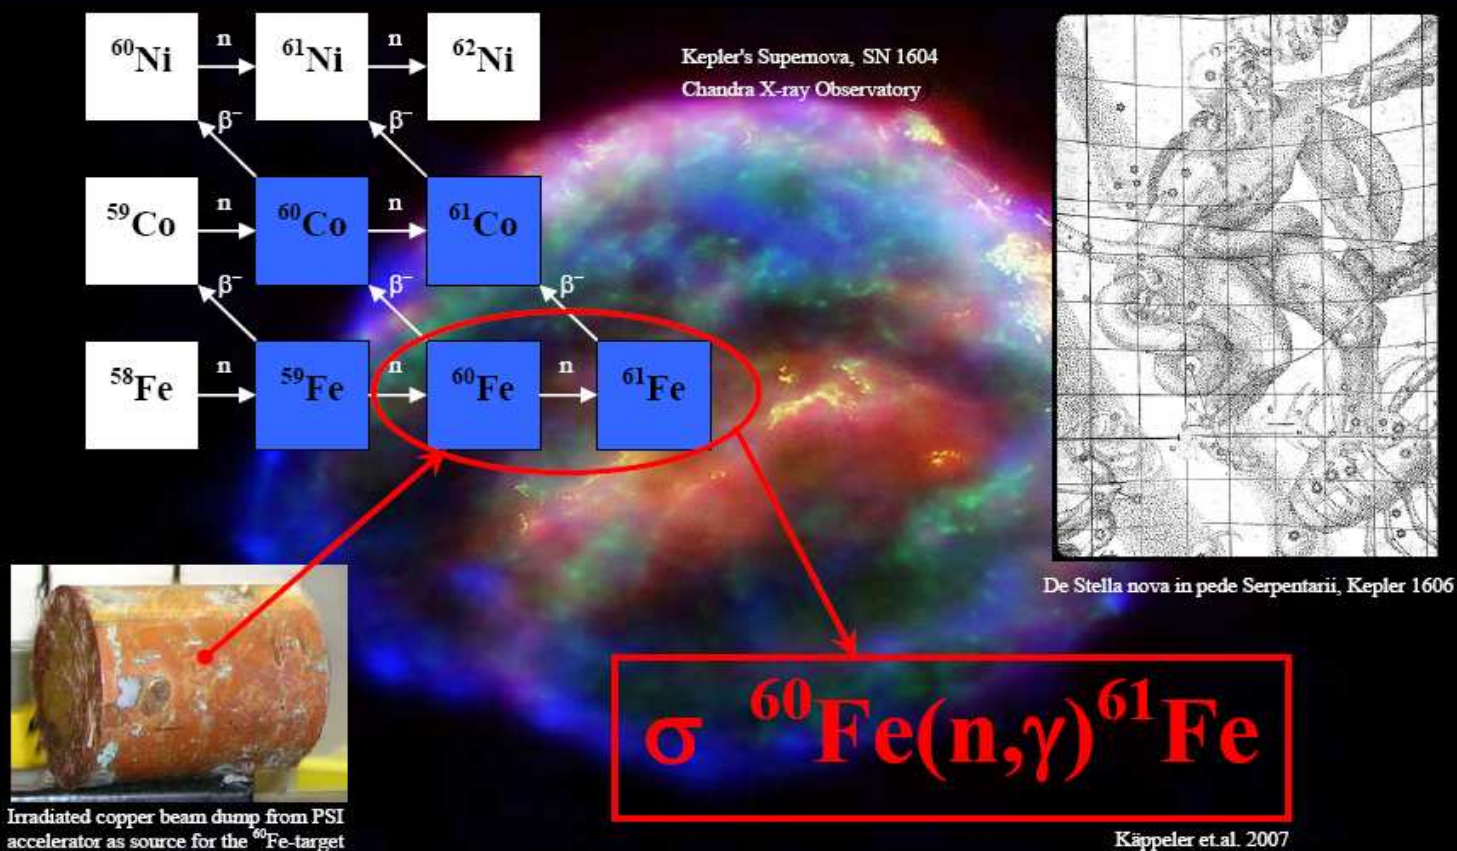 ⁶⁰Ni n ⁶¹Ni n ⁶²Ni
β⁻ β⁻
⁵⁹Co n ⁶⁰Co n ⁶¹Co
β⁻ β⁻ β⁻
⁵⁸Fe n ⁵⁹Fe n ⁶⁰Fe n ⁶¹Fe
Kepler's Supernova, SN 1604
Chandra X-ray Observatory
De Stella nova in pede Serpentarii, Kepler 1606
σ ⁶⁰Fe(n,γ)⁶¹Fe
Irradiated copper beam dump from PSI
accelerator as source for the ⁶⁰Fe-target
Käppeler et.al. 2007